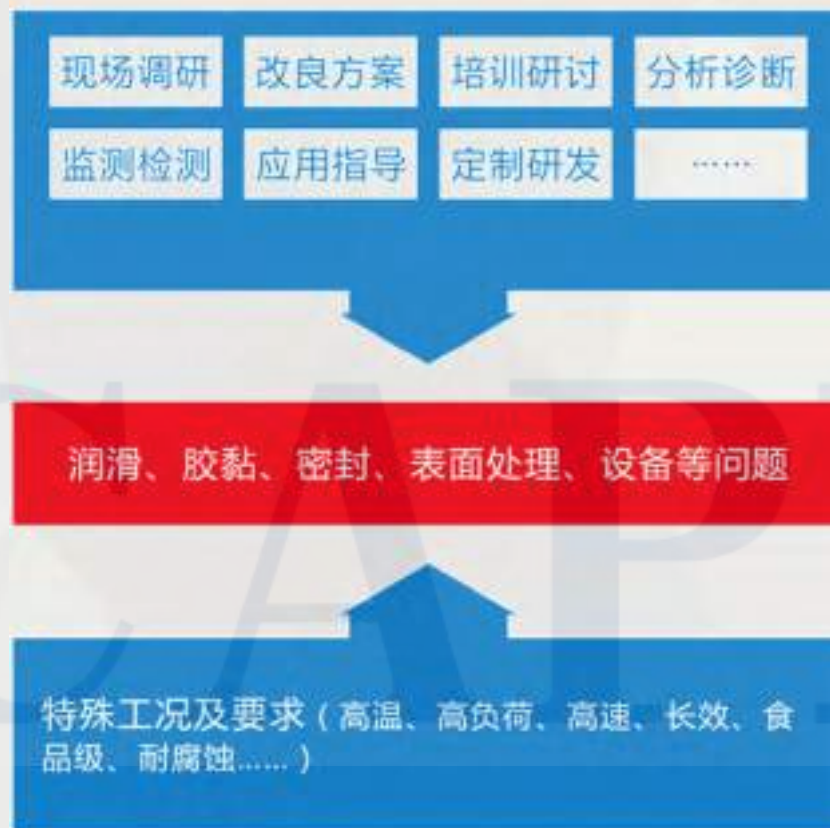 现场调研 改良方案 培训研讨 分析诊断
监测检测 应用指导 定制研发 ……
润滑、胶黏、密封、表面处理、设备等问题
特殊工况及要求（高温、高负荷、高速、长效、食
品级、耐腐蚀……）
CAP